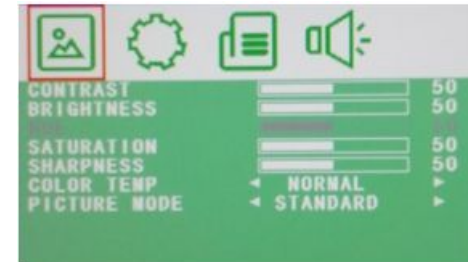 CONTRAST 50
BRIGHTNESS 50
SATURATION 50
SHARPNESS 50
COLOR TEMP NORMAL
PICTURE MODE STANDARD